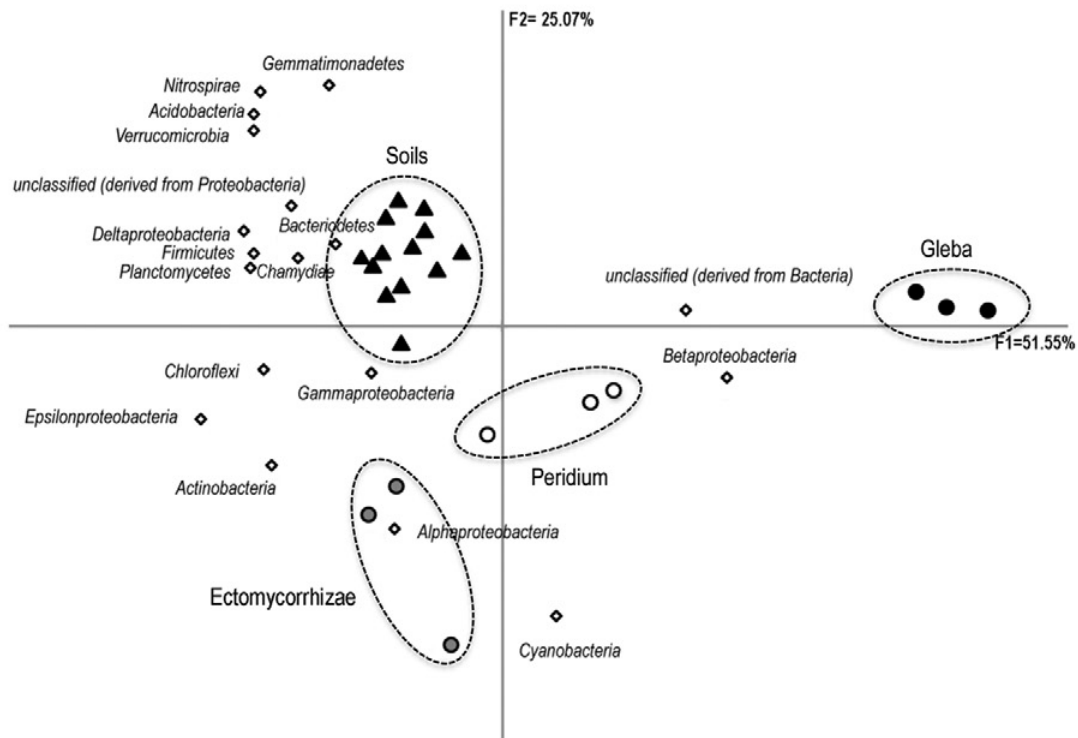 F2= 25.07%
Gemmatimonadetes
Nitrospirae
Acidobacteria
Verrucomicrobia
Soils
unclassified (derived from Proteobacteria)
Bacteriodetes
Deltaproteobacteria
Firmicutes
Planctomycetes
Chamydiae
Gleba
unclassified (derived from Bacteria)
F1=51.55%
Betaproteobacteria
Chloroflexi
Gammaproteobacteria
Epsilonproteobacteria
Peridium
Actinobacteria
Alphaproteobacteria
Ectomycorrhizae
Cyanobacteria